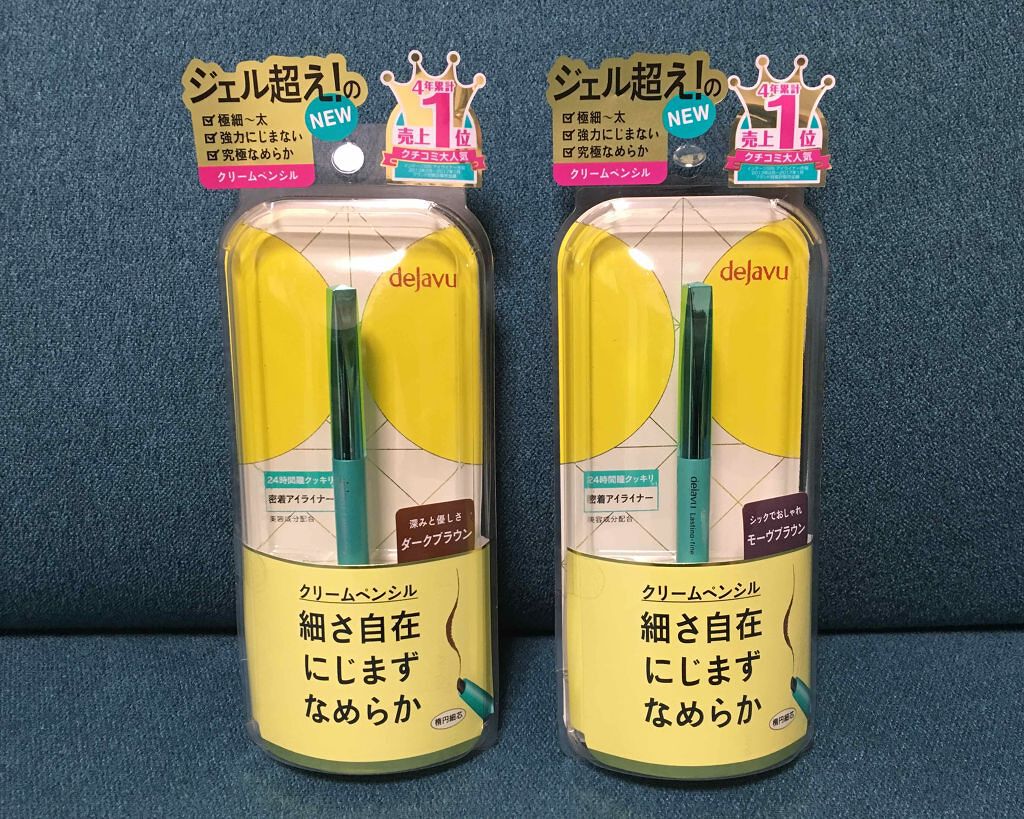 ジェル超え!の
NEW
極細～太
強力にじまない
究極なめらか
クリームペンシル
4年累計
売上1位
クチコミ大人気
dejavu
24時間瞳クッキリ
密着アイライナー
美容成分配合
深みと優しさ
ダークブラウン
クリームペンシル
細さ自在
にじまず
なめらか
楕円細芯
ジェル超え!の
NEW
極細～太
強力にじまない
究極なめらか
クリームペンシル
4年累計
売上1位
クチコミ大人気
dejavu
dejavu Lasting-fine
24時間瞳クッキリ
密着アイライナー
美容成分配合
シックでおしゃれ
モーヴブラウン
クリームペンシル
細さ自在
にじまず
なめらか
楕円細芯